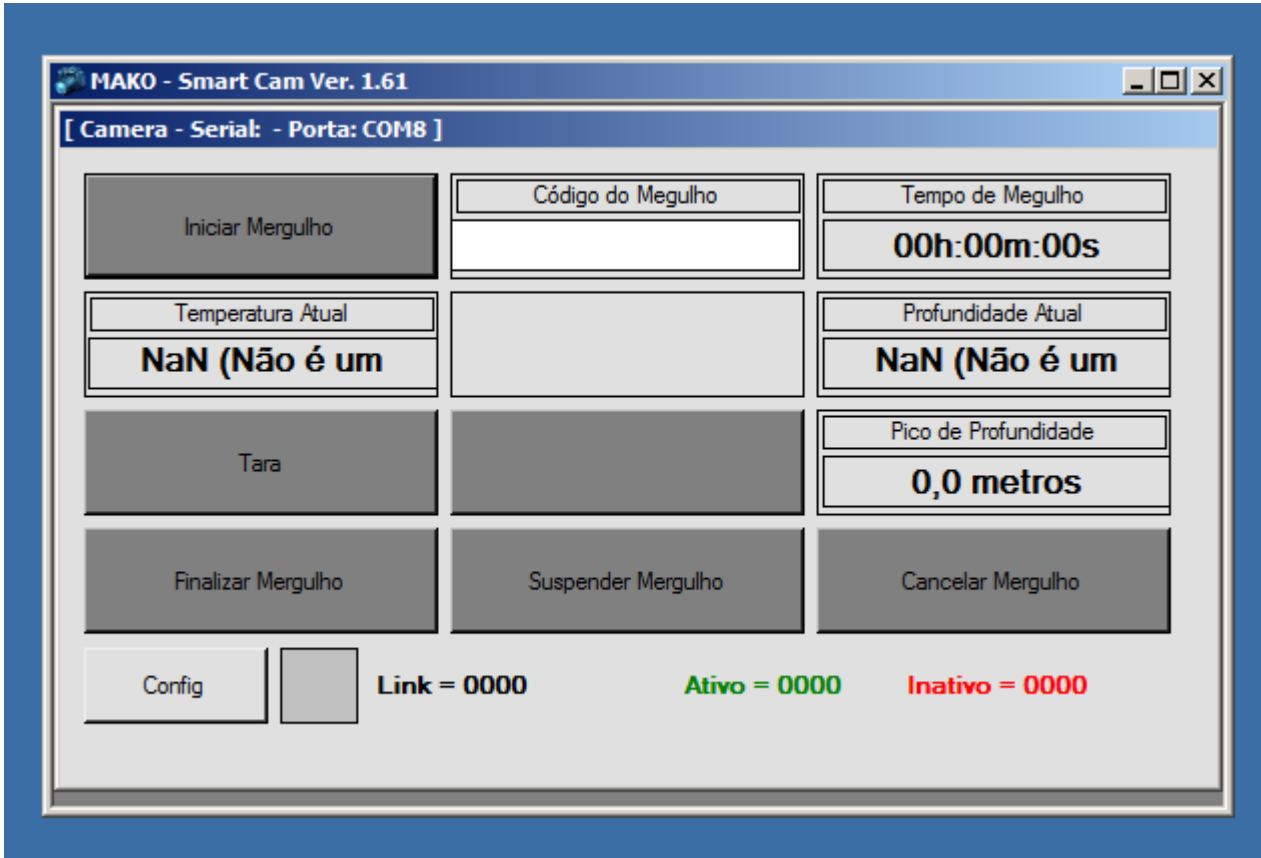 MAKO - Smart Cam Ver. 1.61
[ Camera - Serial:  - Porta: COM8 ]
Iniciar Mergulho
Código do Megulho
Tempo de Megulho
00h:00m:00s
Temperatura Atual
NaN (Não é um
Profundidade Atual
NaN (Não é um
Tara
Pico de Profundidade
0,0 metros
Finalizar Mergulho
Suspender Mergulho
Cancelar Mergulho
Config
Link = 0000
Ativo = 0000
Inativo = 0000